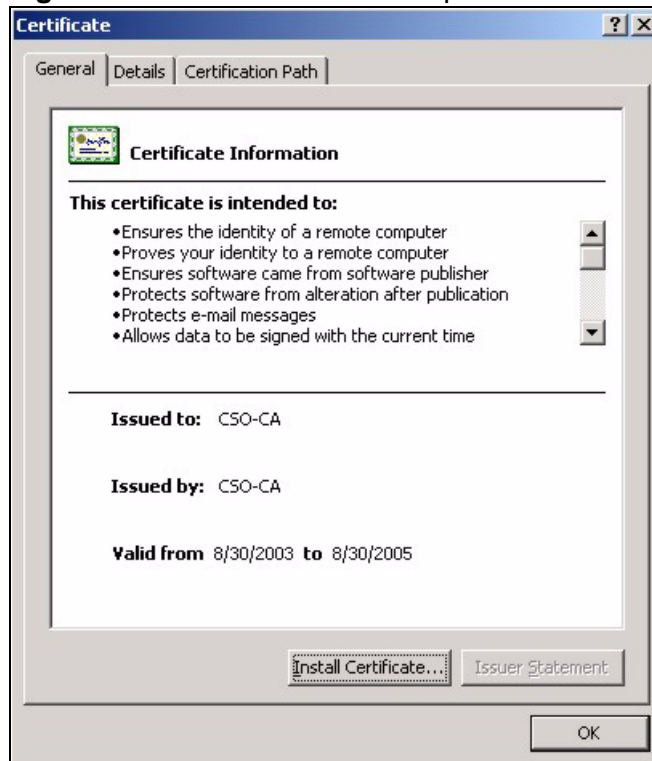 Certificate
General Details Certification Path
Certificate Information
This certificate is intended to:
•Ensures the identity of a remote computer
•Proves your identity to a remote computer
•Ensures software came from software publisher
•Protects software from alteration after publication
•Protects e-mail messages
•Allows data to be signed with the current time
Issued to: CSO-CA
Issued by: CSO-CA
Valid from 8/30/2003 to 8/30/2005
Install Certificate... Issuer Statement
OK